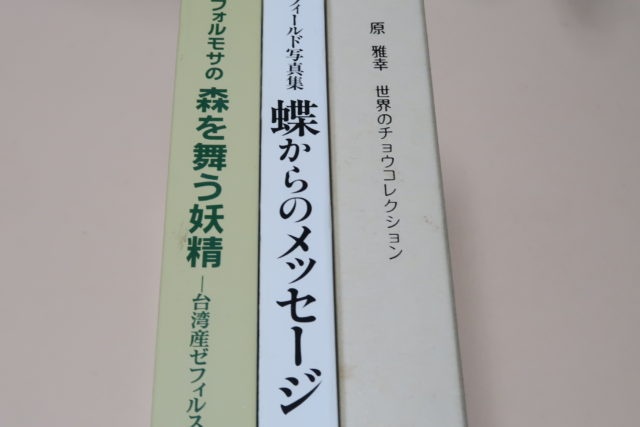 フォルモサの 森を舞う妖精
―台湾産ゼフィルス
フィールド写真集
蝶からのメッセージ
原 雅幸 世界のチョウコレクション